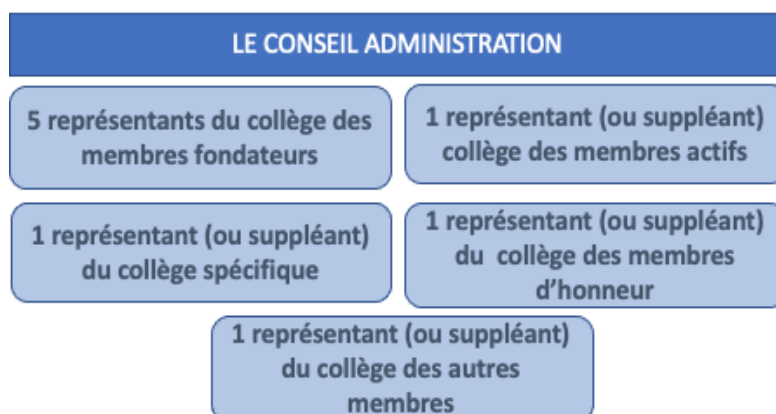 LE CONSEIL ADMINISTRATION
5 représentants du collège des
membres fondateurs
1 représentant (ou suppléant)
collège des membres actifs
1 représentant (ou suppléant)
du collège spécifique
1 représentant (ou suppléant)
du collège des membres
d’honneur
1 représentant (ou suppléant)
du collège des autres
membres